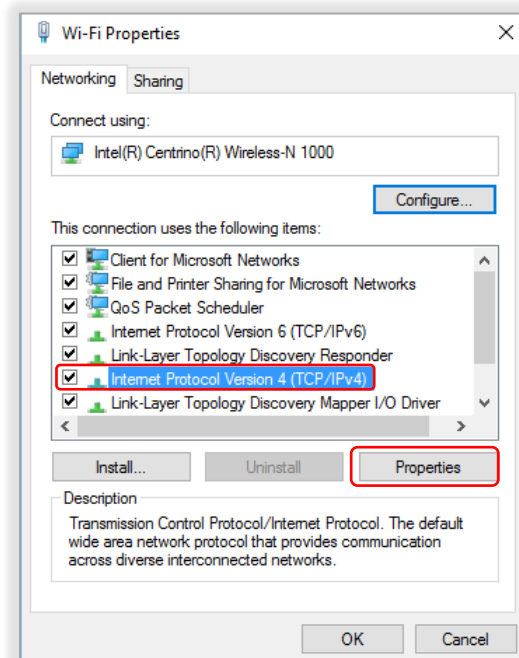 Wi-Fi Properties
Networking
Sharing
Connect using:
Intel(R) Centrino(R) Wireless-N 1000
Configure...
This connection uses the following items:
Client for Microsoft Networks
File and Printer Sharing for Microsoft Networks
QoS Packet Scheduler
Internet Protocol Version 6 (TCP/IPv6)
Link-Layer Topology Discovery Responder
Internet Protocol Version 4 (TCP/IPv4)
Link-Layer Topology Discovery Mapper I/O Driver
Install...
Uninstall
Properties
Description
Transmission Control Protocol/Internet Protocol. The default
wide area network protocol that provides communication
across diverse interconnected networks.
OK
Cancel